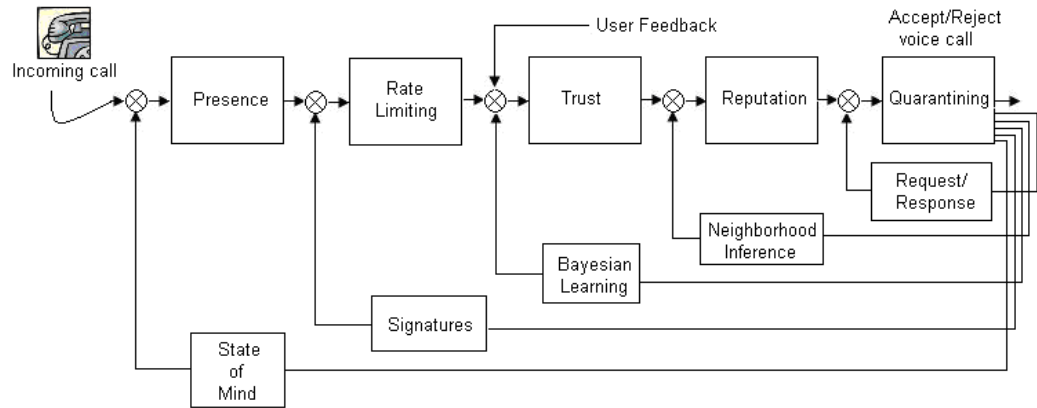 Incoming call
User Feedback
Accept/Reject
voice call
Presence
Rate
Limiting
Trust
Reputation
Quarantining
Request/
Response
Neighborhood
Inference
Bayesian
Learning
Signatures
State
of
Mind